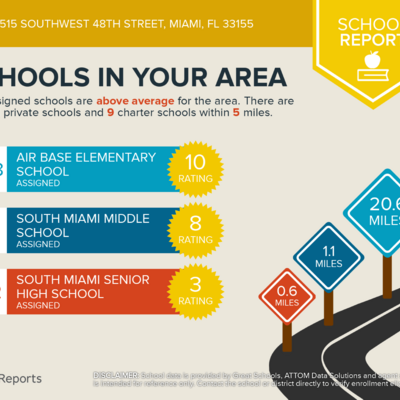 515 SOUTHWEST 48TH STREET, MIAMI, FL 33155
SCHOOL
REPORT
HOOLS IN YOUR AREA
signed schools are above average for the area. There are
private schools and 9 charter schools within 5 miles.
AIR BASE ELEMENTARY
SCHOOL
ASSIGNED
10
RATING
SOUTH MIAMI MIDDLE
SCHOOL
ASSIGNED
8
RATING
SOUTH MIAMI SENIOR
HIGH SCHOOL
ASSIGNED
3
RATING
20.6
MILES
1.1
MILES
0.6
MILES
Reports
DISCLAIMER: School data is provided by Great Schools, ATTOM Data Solutions and
is intended for reference only. Contact the school or district directly to verify enrollment